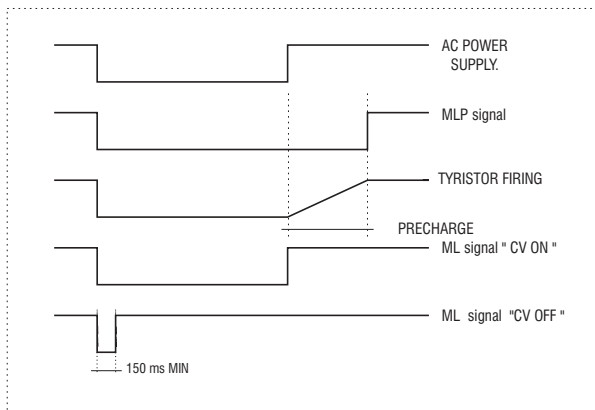 AC POWER
SUPPLY.
MLP signal
TYRISTOR FIRING
PRECHARGE
ML signal " CV ON "
ML signal "CV OFF "
150 ms MIN